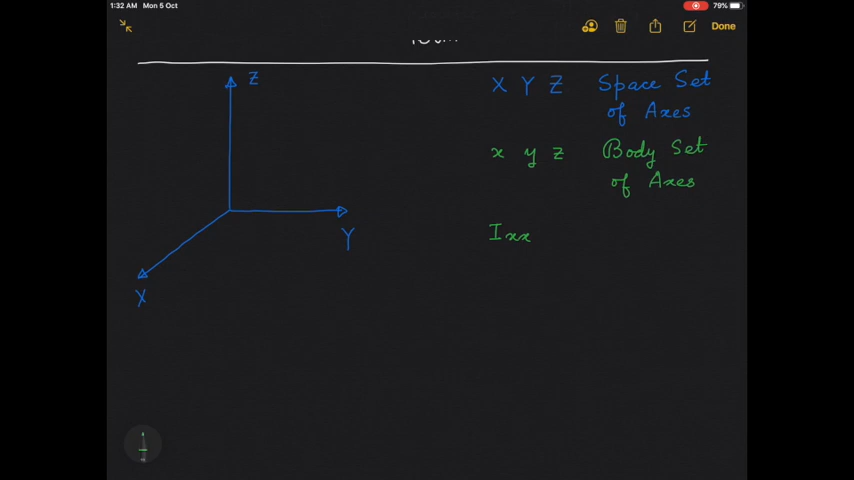 1:32 AM Mon 5 Oct
79%
Done
Z
X Y Z Space Set
of Axes
x y z Body Set
of Axes
Ixx
Y
X